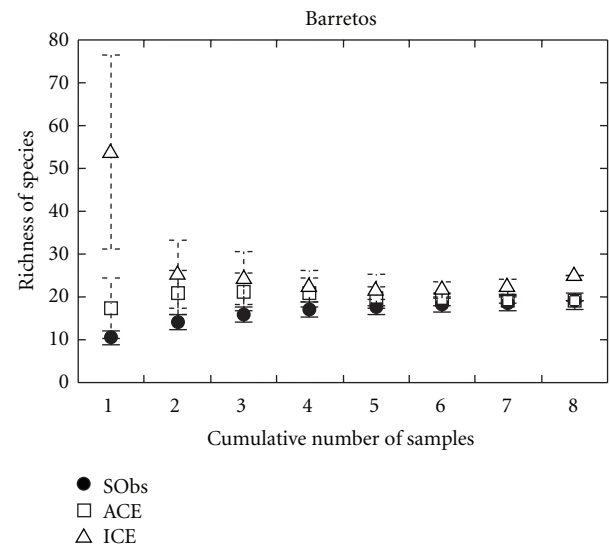 Barretos
80
70
60
50
40
30
20
10
0
Richness of species
1 2 3 4 5 6 7 8
Cumulative number of samples
SObs
ACE
ICE